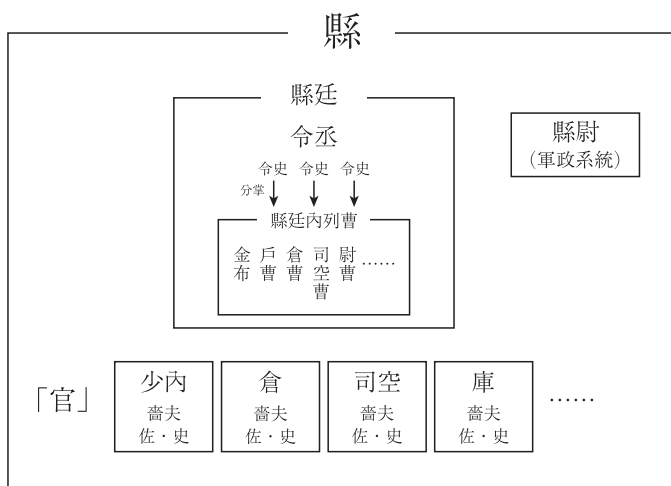 縣
縣廷
令丞
令史 令史 令史
分掌
縣廷內列曹
金布
戶曹
倉曹
司空曹
尉曹
……
縣尉
（軍政系統）
「官」
少內
嗇夫
佐・史
倉
嗇夫
佐・史
司空
嗇夫
佐・史
庫
嗇夫
佐・史
……